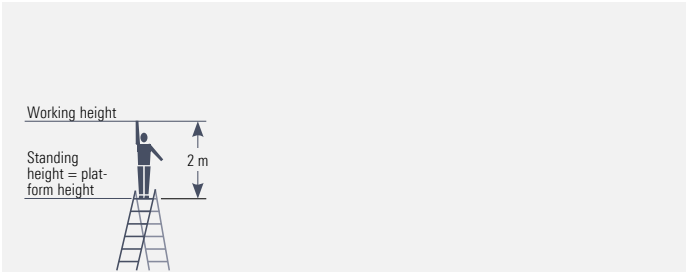 Working height
Standing
height = plat-
form height
2 m